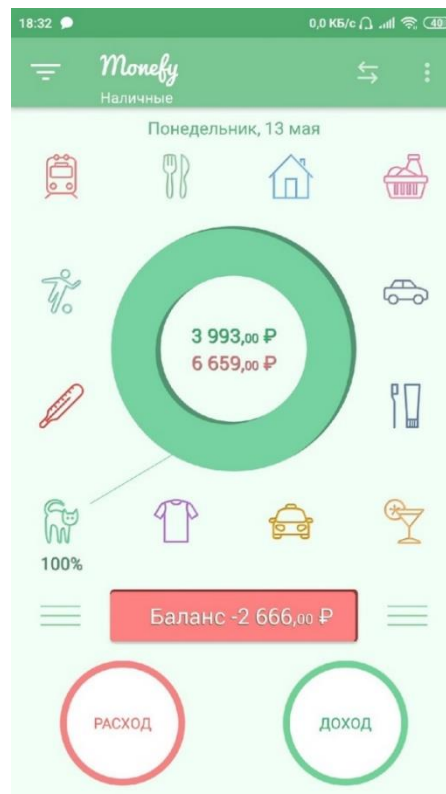 18:32 0,0 КБ/с 40
Monefy
Наличные
Понедельник, 13 мая
3 993,00 ₽
6 659,00 ₽
100%
Баланс -2 666,00 ₽
РАСХОД ДОХОД